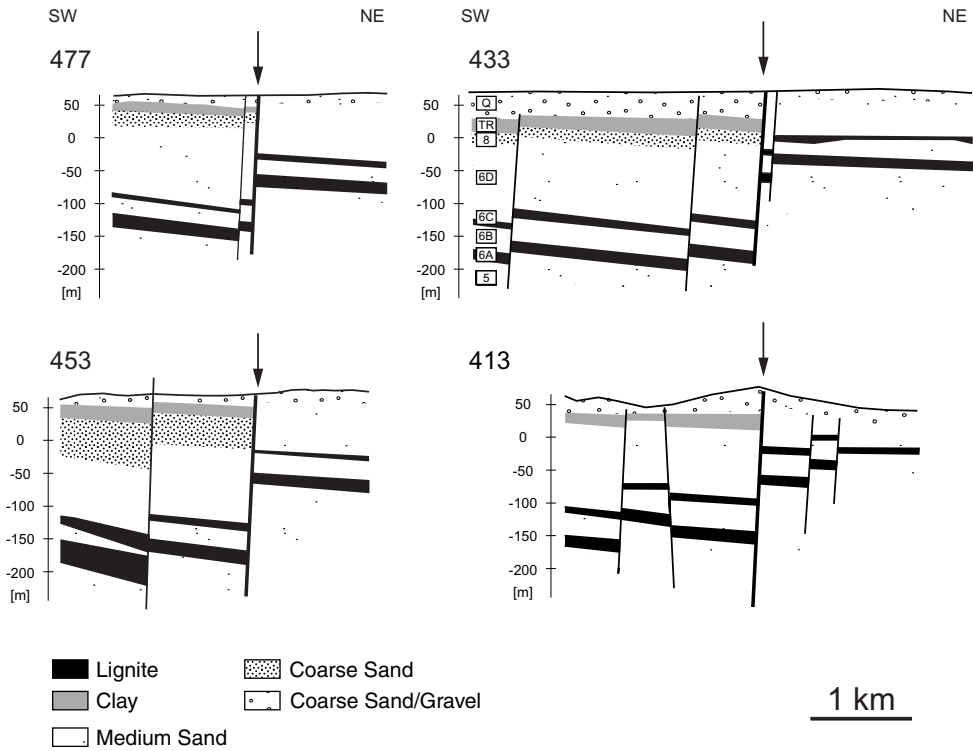 SW NE SW NE
477
50
0
-50
-100
-150
-200
[m]
433
50
0
-50
-100
-150
-200
[m]
Q
TR
8
6D
6C
6B
6A
5
453
50
0
-50
-100
-150
-200
[m]
413
50
0
-50
-100
-150
-200
[m]
Lignite
Clay
Medium Sand
Coarse Sand
Coarse Sand/Gravel
1 km